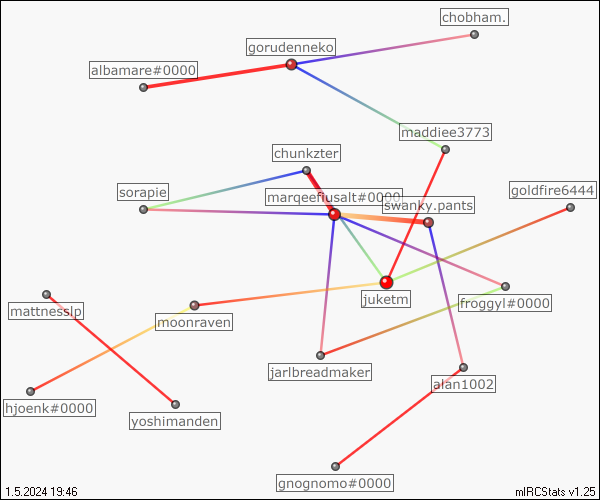 chobham.
gorudenneko
albamare#0000
maddiee3773
chunkzter
sorapie
marqeefiusalt#0000
goldfire6444
swanky.pants
mattnesslp
moonraven
juketm
froggyl#0000
jarlbreadmaker
alan1002
hjoenk#0000
yoshimanden
gnognomo#0000
1.5.2024 19:46
mIRCStats v1.25